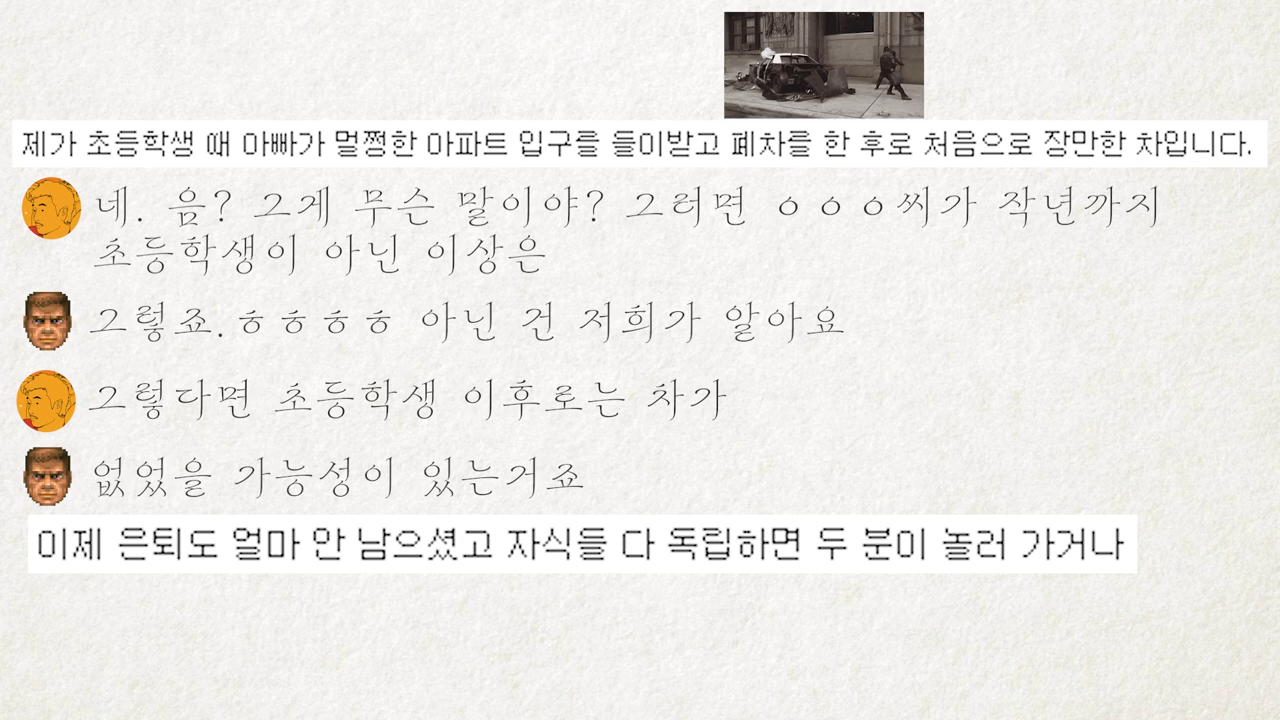 제가 초등학생 때 아빠가 멀쩡한 아파트 입구를 들이받고 폐차를 한 후로 처음으로 장만한 차입니다.
네. 음? 그게 무슨 말이야? 그러면 ㅇㅇㅇ씨가 작년까지
초등학생이 아닌 이상은
그렇죠.ㅎㅎㅎㅎ 아닌 건 저희가 알아요
그렇다면 초등학생 이후로는 차가
없었을 가능성이 있는거죠
이제 은퇴도 얼마 안 남으셨고 자식들 다 독립하면 두 분이 놀러 가거나